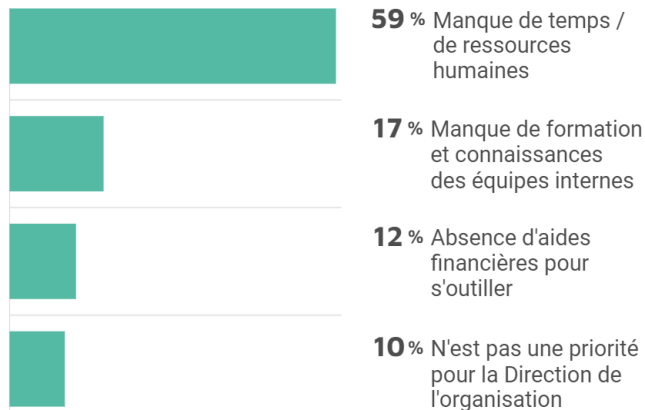 59 % Manque de temps /
de ressources
humaines
17 % Manque de formation
et connaissances
des équipes internes
12 % Absence d'aides
financières pour
s'outiller
10 % N'est pas une priorité
pour la Direction de
l'organisation